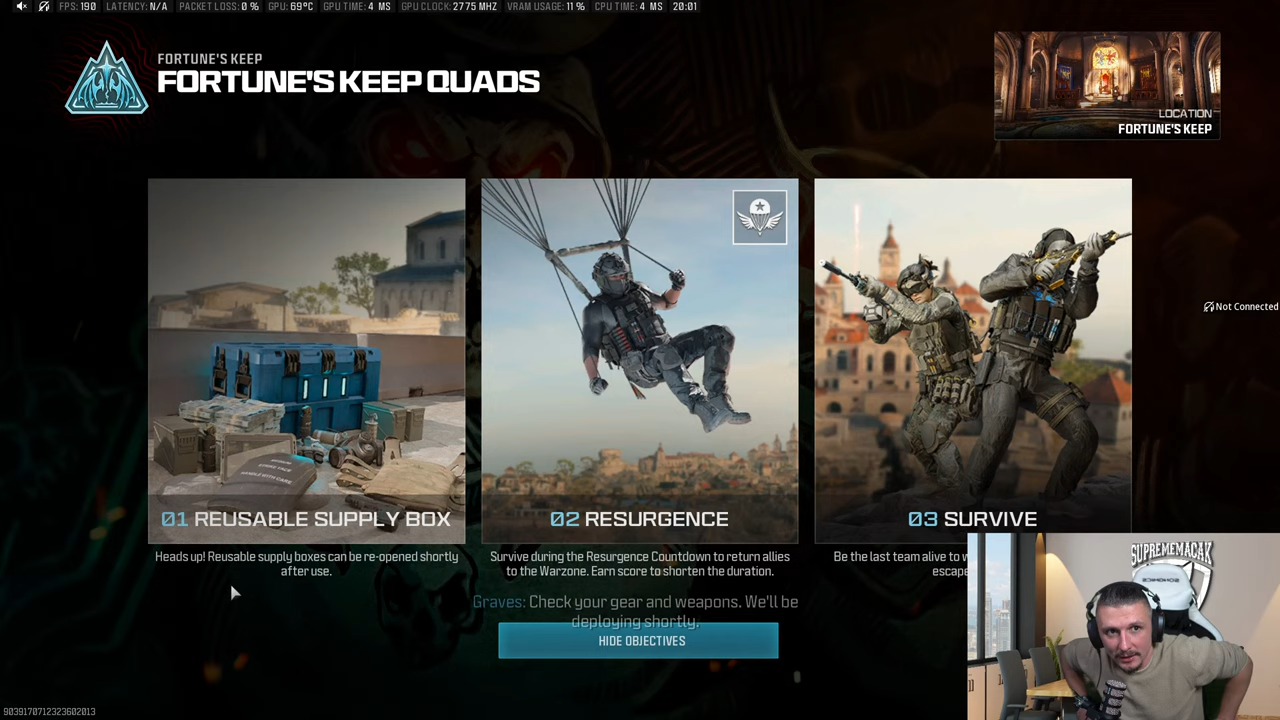 FPS: 190 LATENCY: N/A PACKET LOSS: 0 % GPU: 69°C GPU TIME: 4 MS GPU CLOCK: 2775 MHZ VRAM USAGE: 11 % CPU TIME: 4 MS 20:01
FORTUNE'S KEEP
FORTUNE'S KEEP QUADS
LOCATION
FORTUNE'S KEEP
Not Connected
01 REUSABLE SUPPLY BOX
02 RESURGENCE
03 SURVIVE
Heads up! Reusable supply boxes can be re-opened shortly
after use.
Survive during the Resurgence Countdown to return allies
to the Warzone. Earn score to shorten the duration.
Be the last team alive to
escape
Graves: Check your gear and weapons. We'll be
deploying shortly.
HIDE OBJECTIVES
SUPREMEMACAK
9039170712323602013